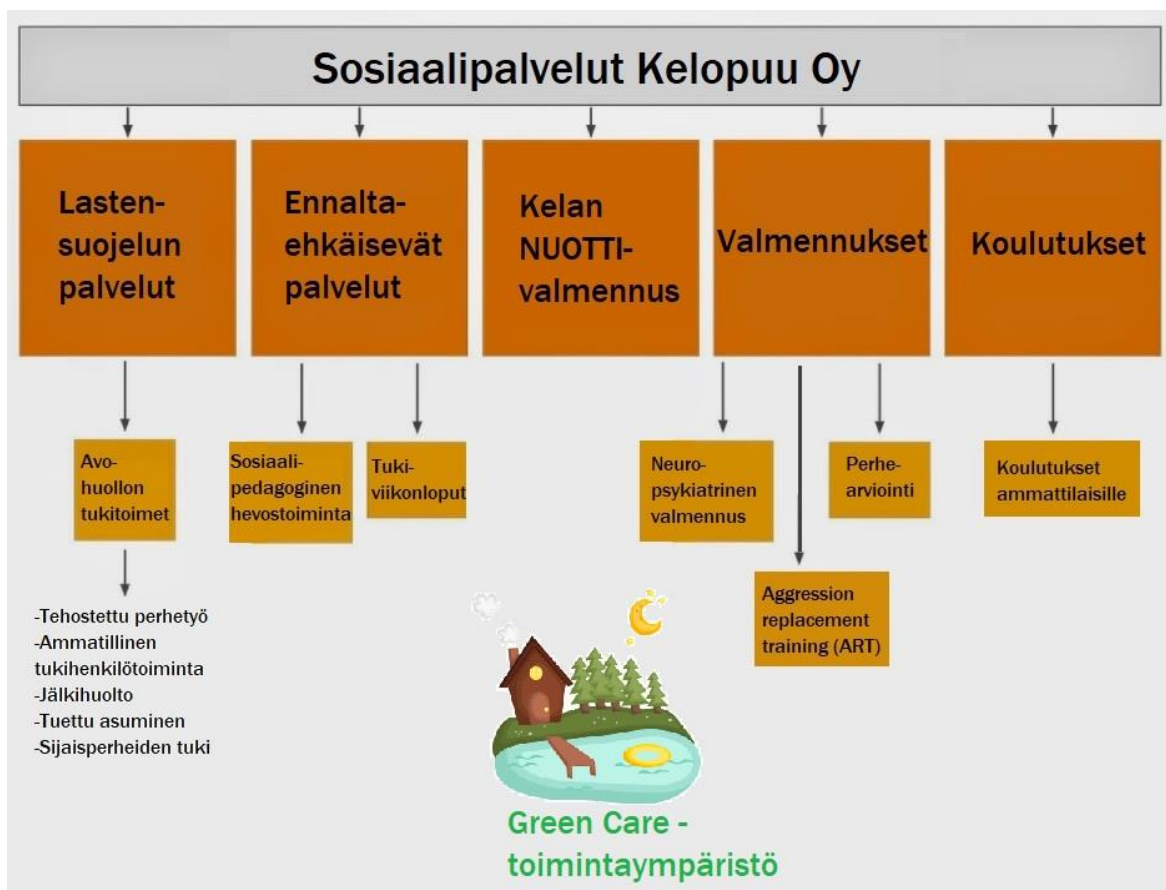 Sosiaalipalvelut Kelopuu Oy
Lasten-
suojelun
palvelut
Ennalta-
ehkäisevät
palvelut
Kelan
NUOTTI-
valmennus
Valmennukset
Koulutukset
Avo-
huollon
tukitoimet
Sosiaali-
pedagoginen
hevostoiminta
Tuki-
viikonloput
Neuro-
psykiatrinen
valmennus
Perhe-
arviointi
Koulutukset
ammattilaisille
Aggression
replacement
training (ART)
-Tehostettu perhetyö
-Ammatillinen
tukihenkilötoiminta
-Jälkihuolto
-Tuettu asuminen
-Sijaisperheiden tuki
Green Care -
toimintaympäristö